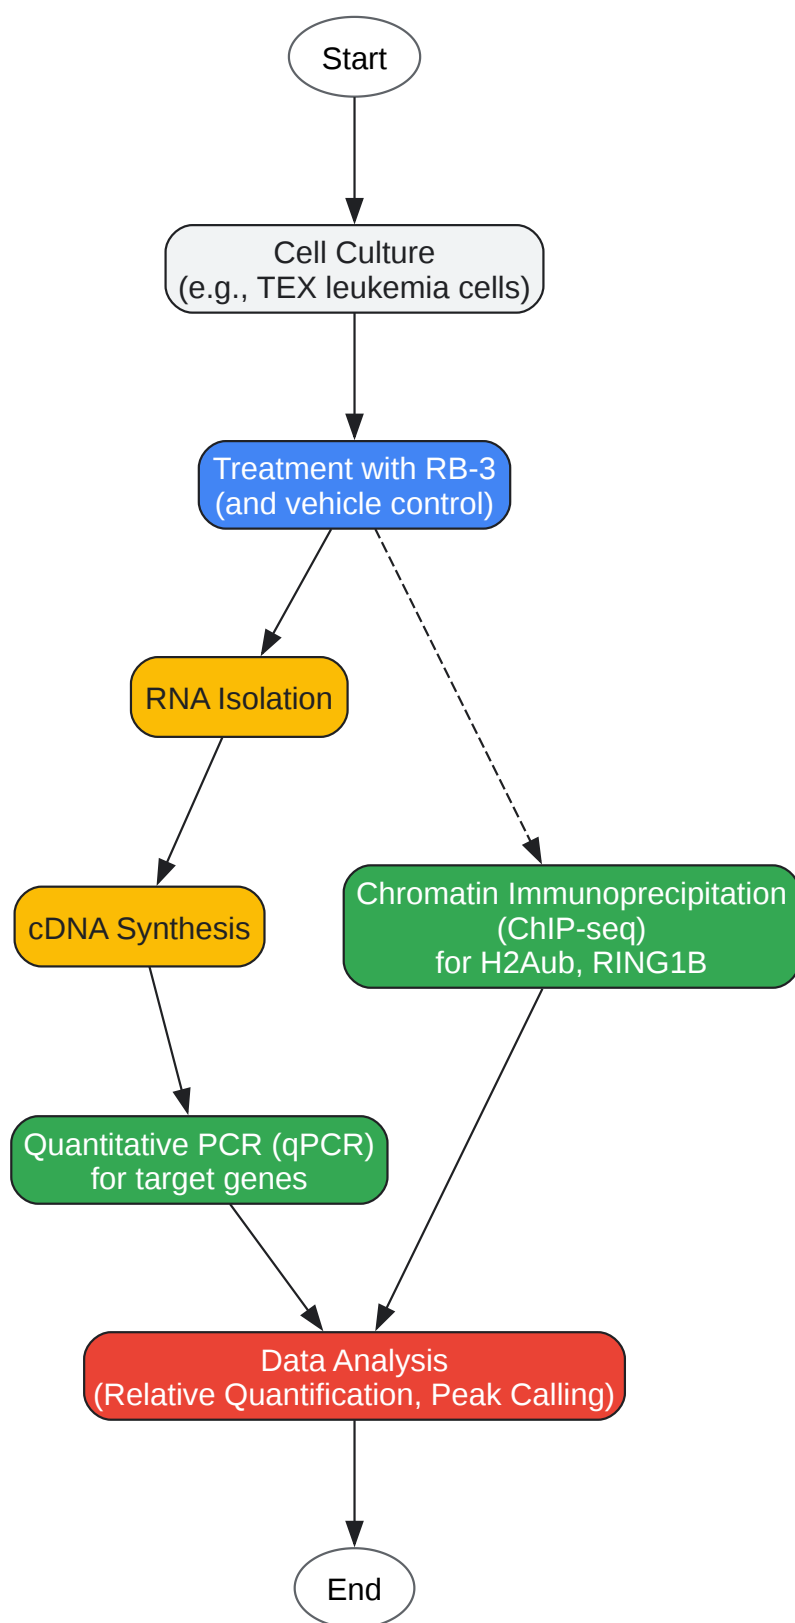 Start
Cell Culture
(e.g., TEX leukemia cells)
Treatment with RB-3
(and vehicle control)
RNA Isolation
cDNA Synthesis
Chromatin Immunoprecipitation
(ChIP-seq)
for H2Aub, RING1B
Quantitative PCR (qPCR)
for target genes
Data Analysis
(Relative Quantification, Peak Calling)
End